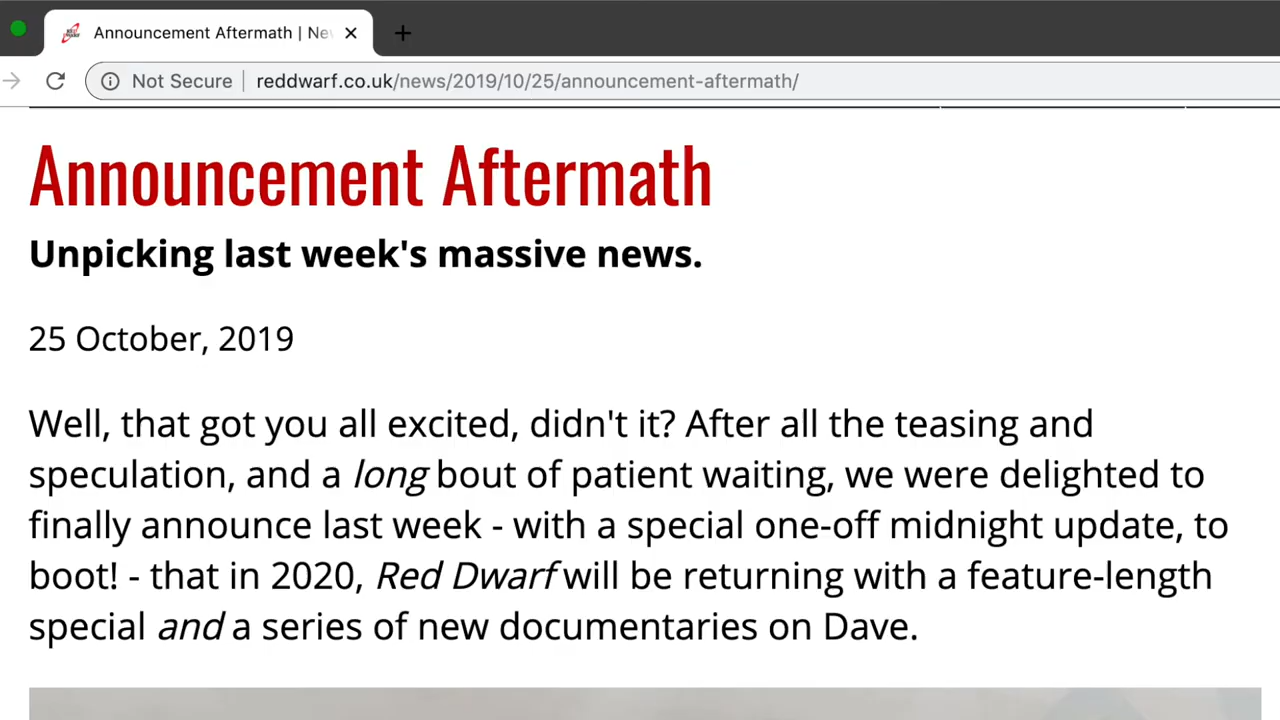 Announcement Aftermath | Ne
Not Secure | reddwarf.co.uk/news/2019/10/25/announcement-aftermath/
Announcement Aftermath
Unpicking last week's massive news.
25 October, 2019
Well, that got you all excited, didn't it? After all the teasing and
speculation, and a long bout of patient waiting, we were delighted to
finally announce last week - with a special one-off midnight update, to
boot! - that in 2020, Red Dwarf will be returning with a feature-length
special and a series of new documentaries on Dave.